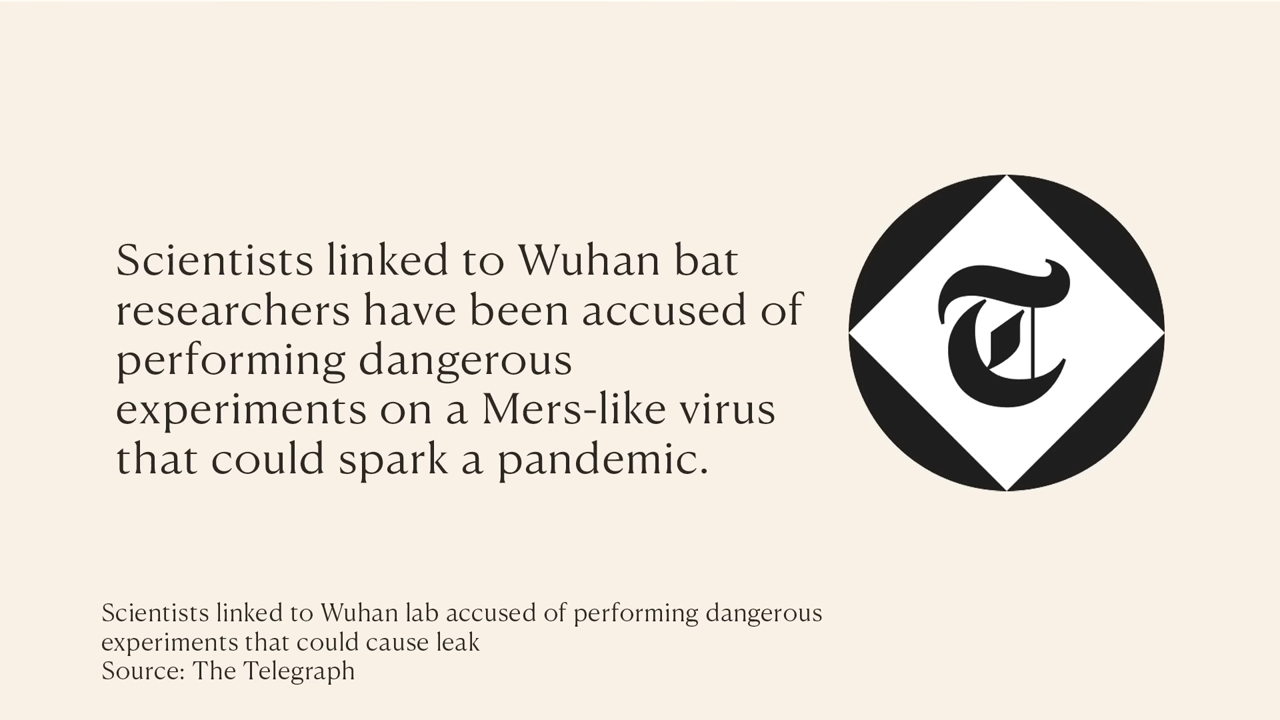 Scientists linked to Wuhan bat
researchers have been accused of
performing dangerous
experiments on a Mers-like virus
that could spark a pandemic.
T
Scientists linked to Wuhan lab accused of performing dangerous
experiments that could cause leak
Source: The Telegraph